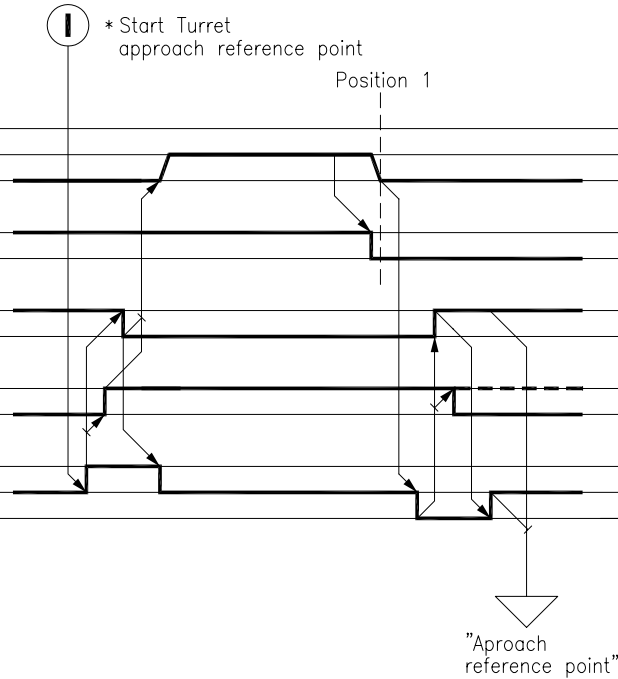 I * Start Turret
approach reference point
Position 1
"Aproach
reference point"